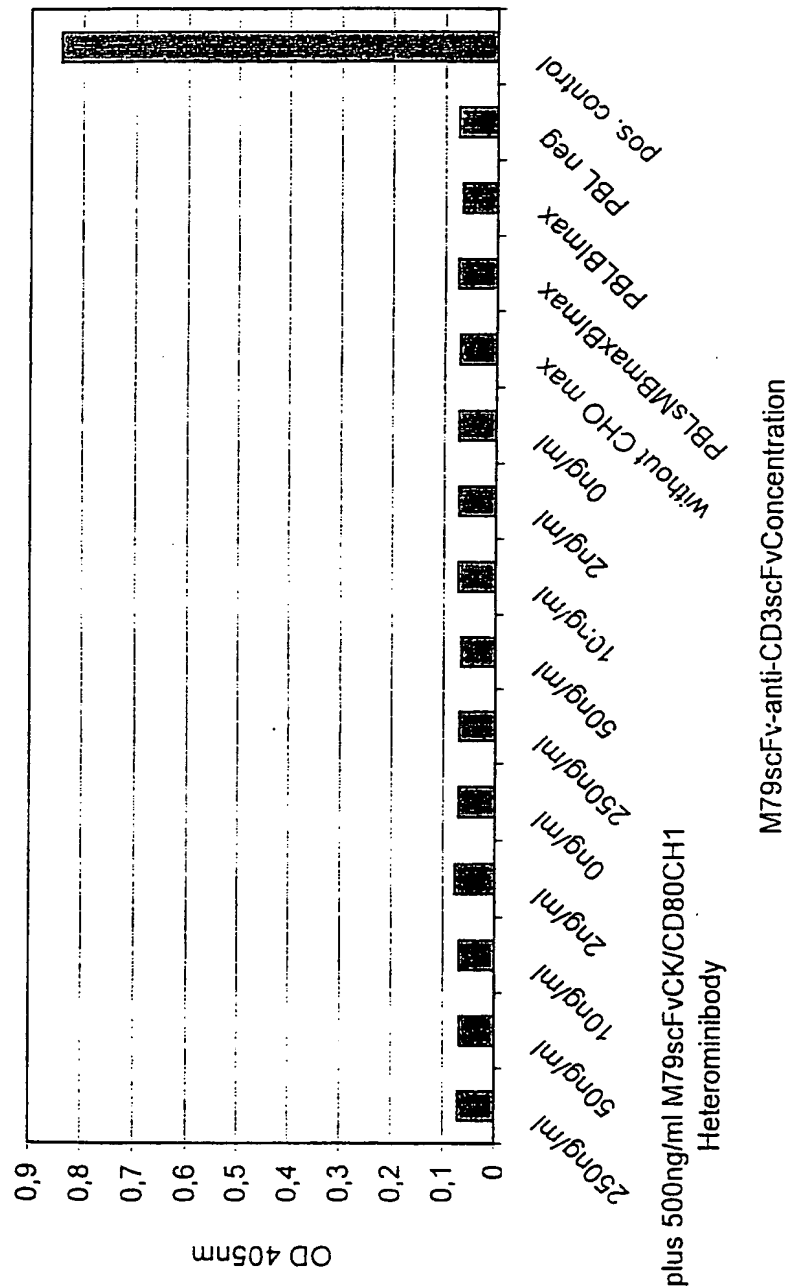 OD 405nm
0,9
0,8
0,7
0,6
0,5
0,4
0,3
0,2
0,1
0
250ng/ml
50ng/ml
10ng/ml
2ng/ml
0ng/ml
250ng/ml
50ng/ml
10ng/ml
2ng/ml
0ng/ml
without CHO max
PBLsMBmaxBlmax
PBLBlmax
PBL neg
pos. control
plus 500ng/ml M79scFvCK/CD80CH1
Heterominibody
M79scFv-anti-CD3scFvConcentration